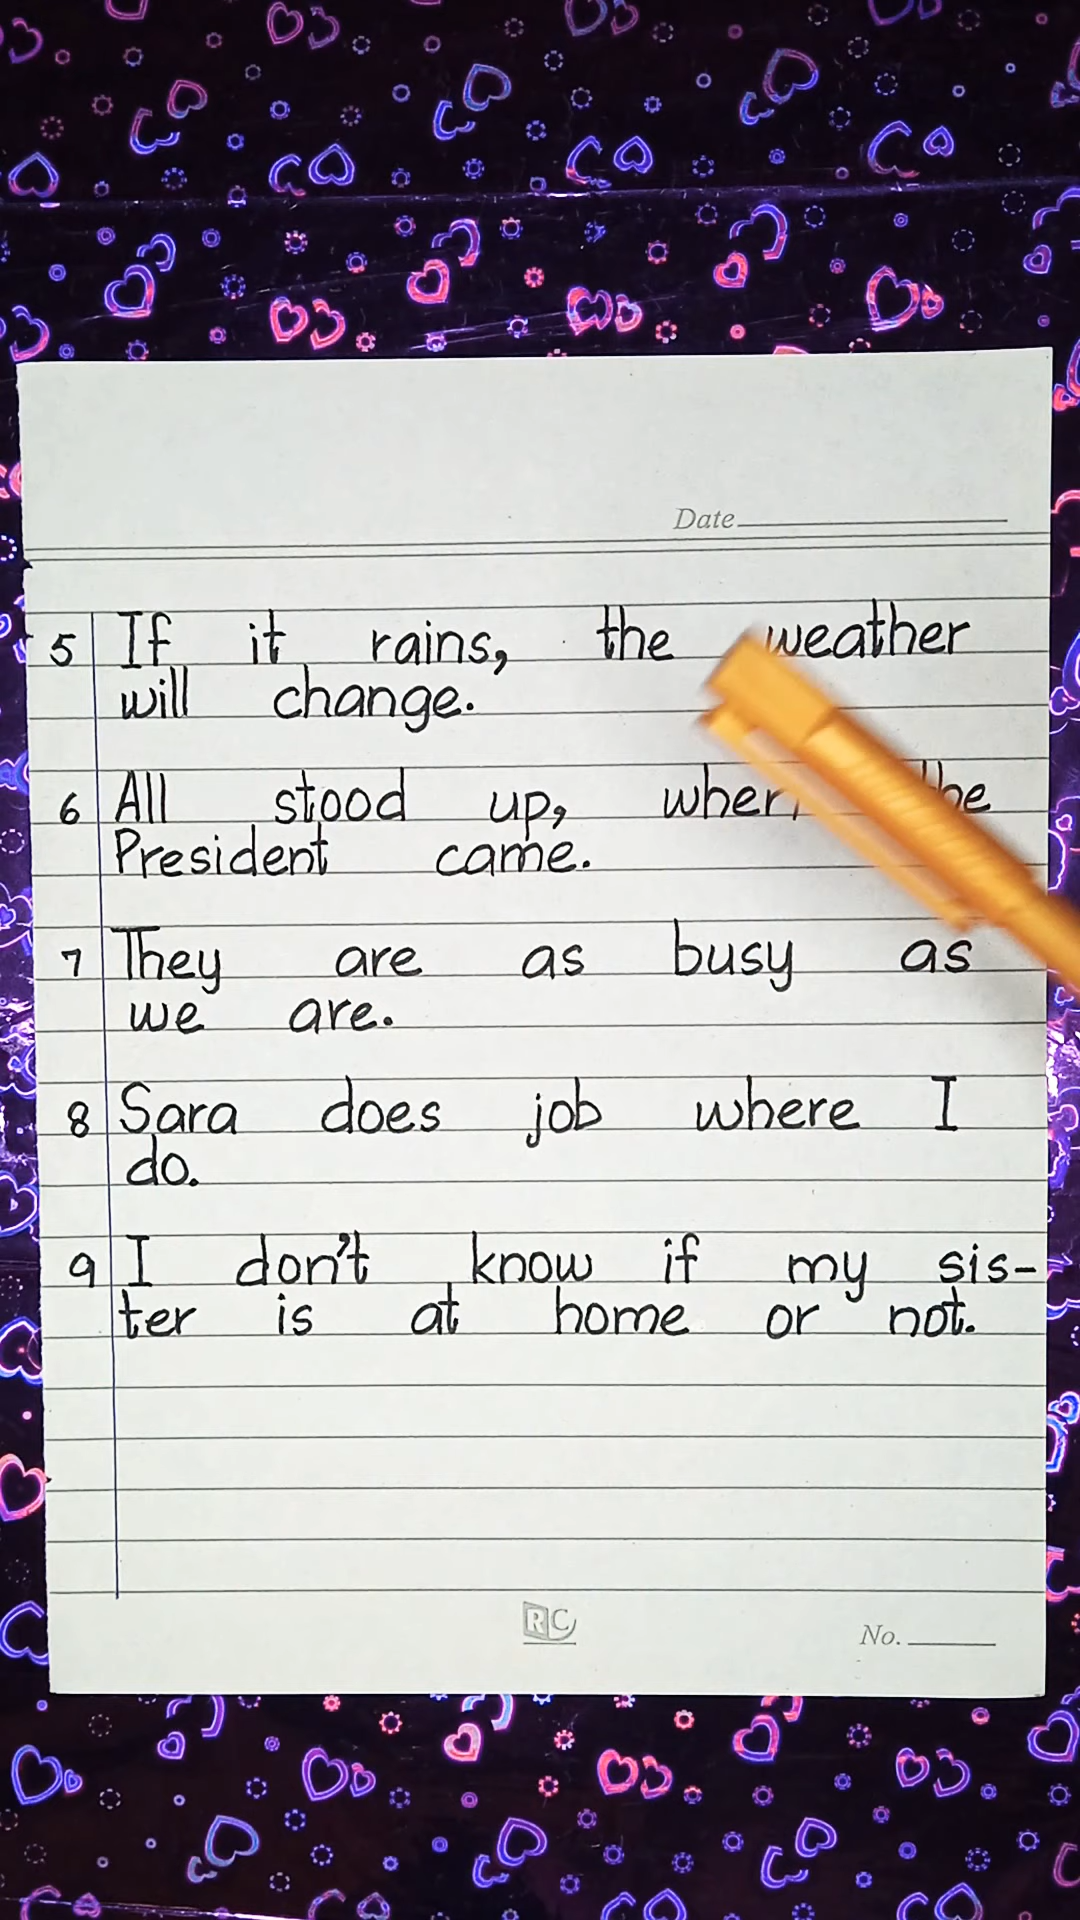 Date
5 If it rains, the weather
will change.
6 All stood up, when the
President came.
7 They are as busy as
we are.
8 Sara does job where I
do.
9 I don't know if my sis-
ter is at home or not.
RC
No.